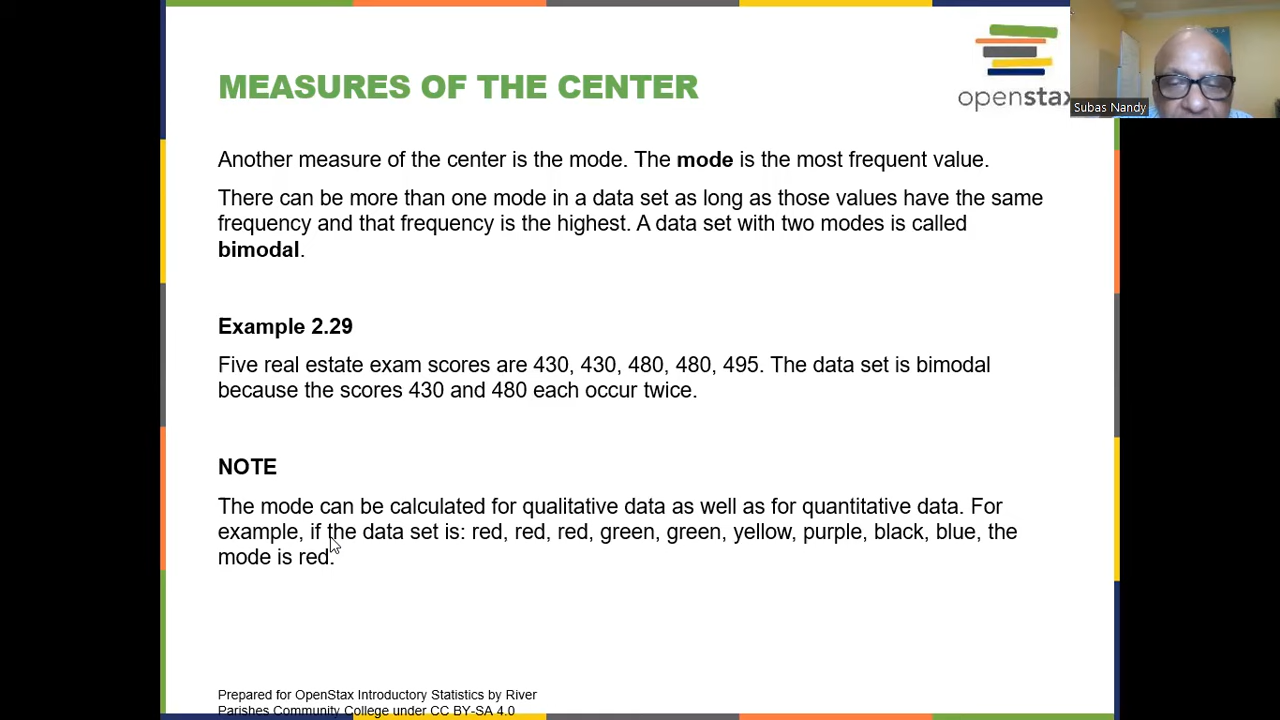 MEASURES OF THE CENTER
openstax
Subas Nandy
Another measure of the center is the mode. The mode is the most frequent value.
There can be more than one mode in a data set as long as those values have the same
frequency and that frequency is the highest. A data set with two modes is called
bimodal.
Example 2.29
Five real estate exam scores are 430, 430, 480, 480, 495. The data set is bimodal
because the scores 430 and 480 each occur twice.
NOTE
The mode can be calculated for qualitative data as well as for quantitative data. For
example, if the data set is: red, red, red, green, green, yellow, purple, black, blue, the
mode is red.
Prepared for OpenStax Introductory Statistics by River
Parishes Community College under CC BY-SA 4.0